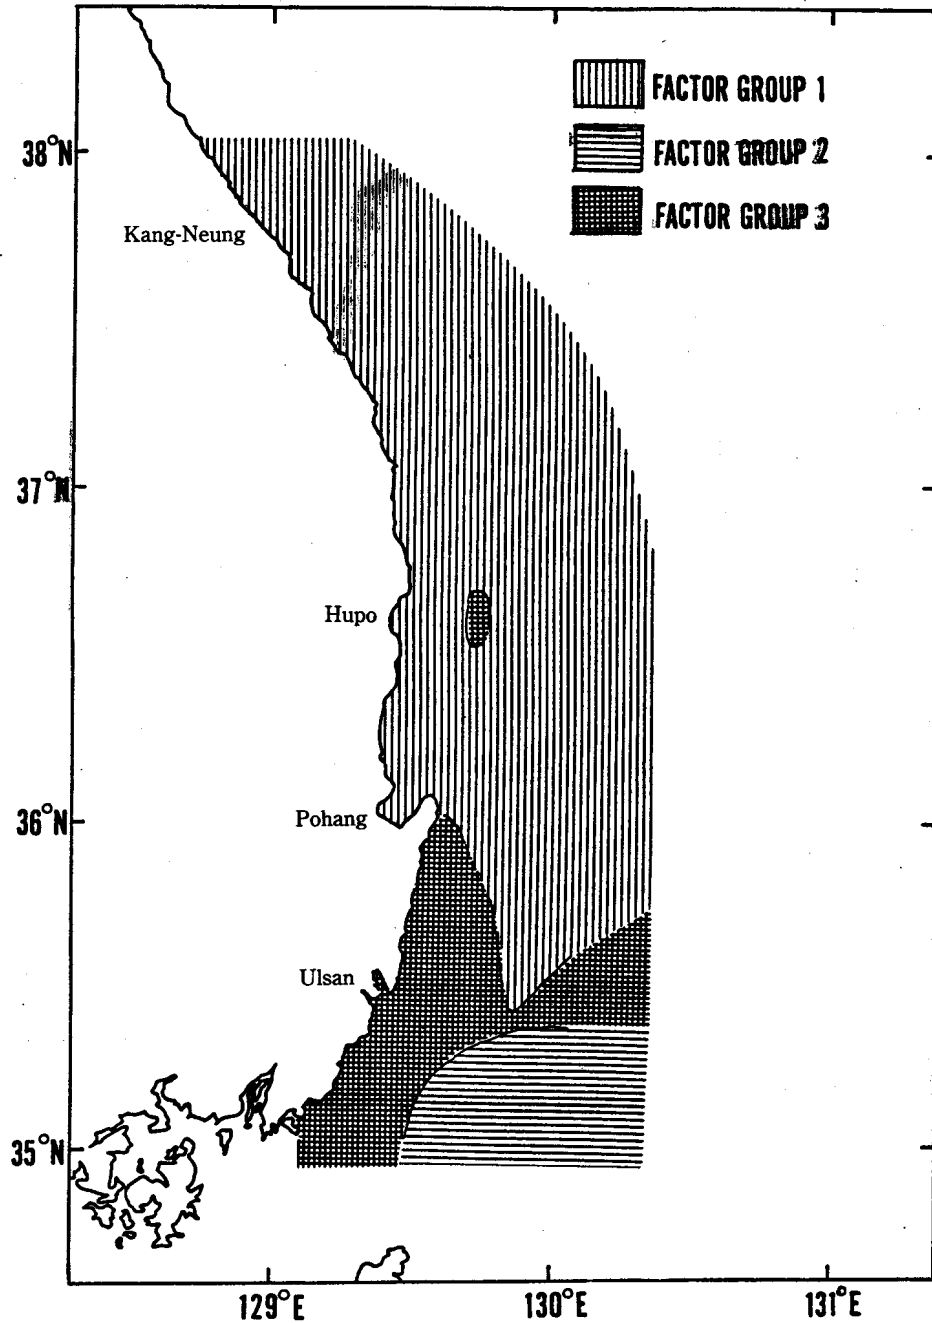 FACTOR GROUP 1
38°N
FACTOR GROUP 2
FACTOR GROUP 3
Kang-Neung
37°N
Hupo
36°N
Pohang
Ulsan
35°N
129°E
130°E
131°E